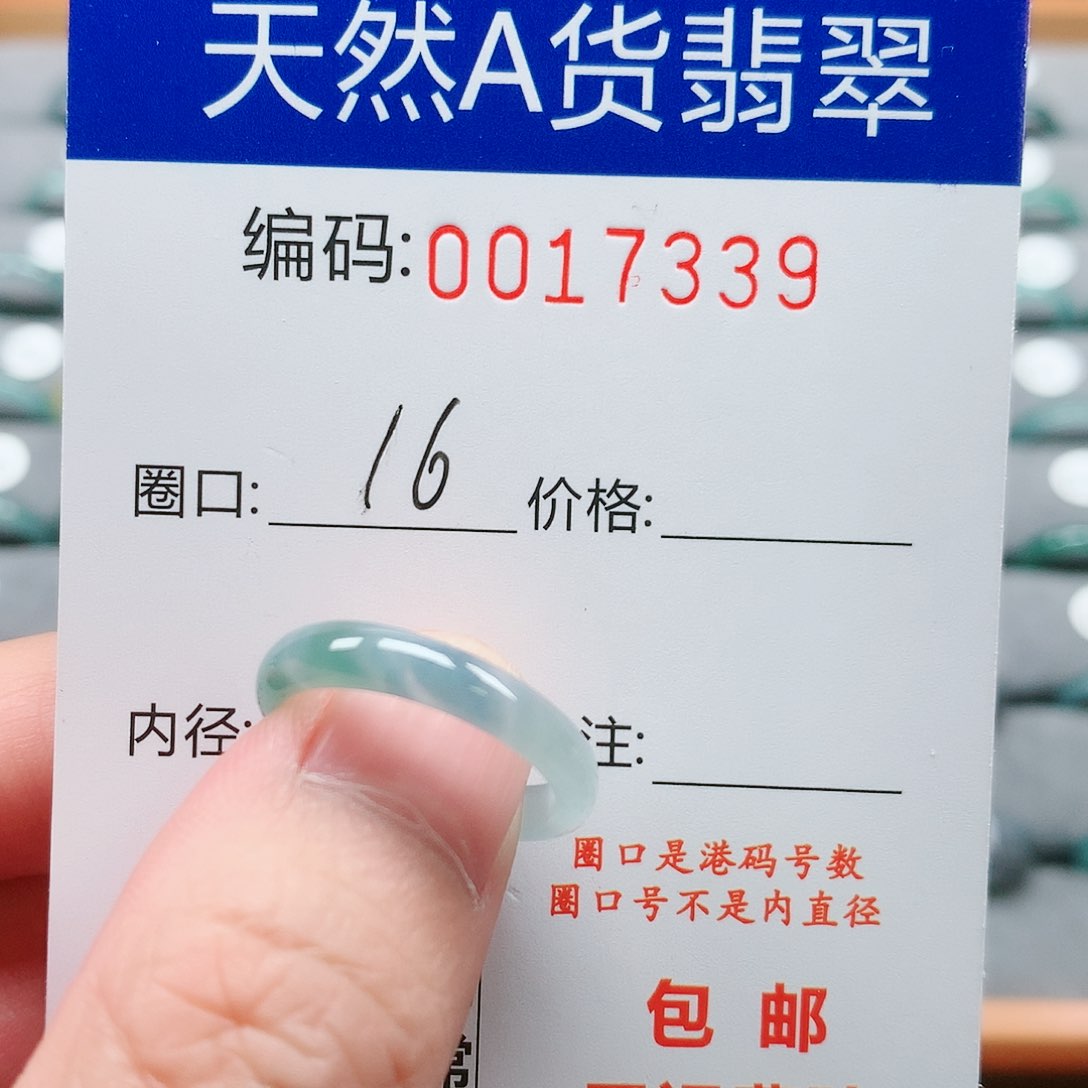 天然A货翡翠
编码:0017339
圈口: 16 价格:
内径: 注:
圈口是港码号数
圈口号不是内直径
包邮
常